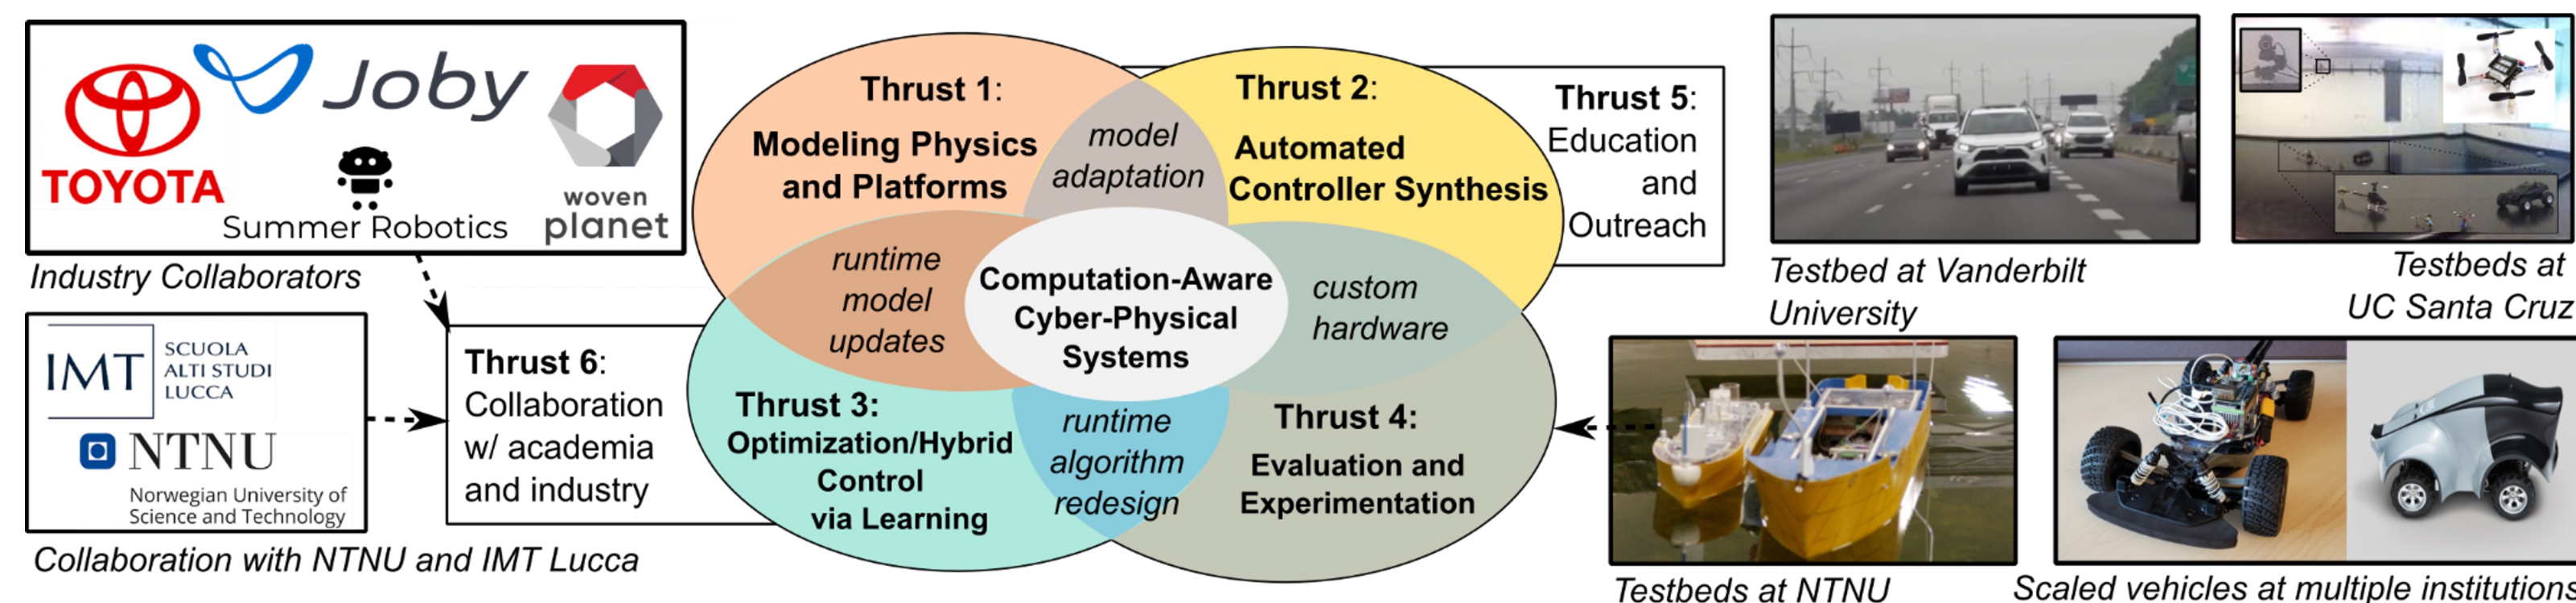 TOYOTA
Joby
Summer Robotics
woven
planet
Industry Collaborators
IMT
SCUOLA
ALTI STUDI
LUCCA
NTNU
Norwegian University of
Science and Technology
Collaboration with NTNU and IMT Lucca
Thrust 6:
Collaboration
w/ academia
and industry
Thrust 1:
Modeling Physics
and Platforms
model
adaptation
Thrust 2:
Automated
Controller Synthesis
runtime
model
updates
Computation-Aware
Cyber-Physical
Systems
custom
hardware
Thrust 3:
Optimization/Hybrid
Control
via Learning
runtime
algorithm
redesign
Thrust 4:
Evaluation and
Experimentation
Thrust 5:
Education
and
Outreach
Testbed at Vanderbilt
University
Testbeds at
UC Santa Cruz
Testbeds at NTNU
Scaled vehicles at multiple institutions